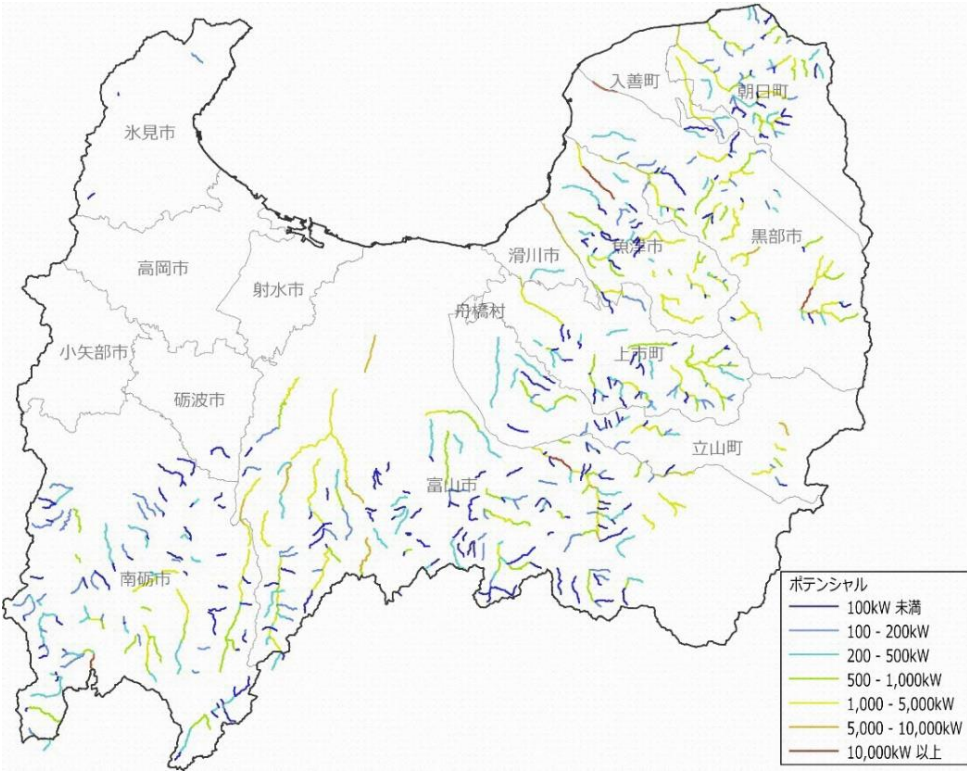 入善町
朝日町
氷見市
黒部市
魚津市
滑川市
高岡市
射水市
舟橋村
小矢部市
上市町
砺波市
立山町
富山市
南砺市
ポテンシャル
100kW 未満
100 - 200kW
200 - 500kW
500 - 1,000kW
1,000 - 5,000kW
5,000 - 10,000kW
10,000kW 以上